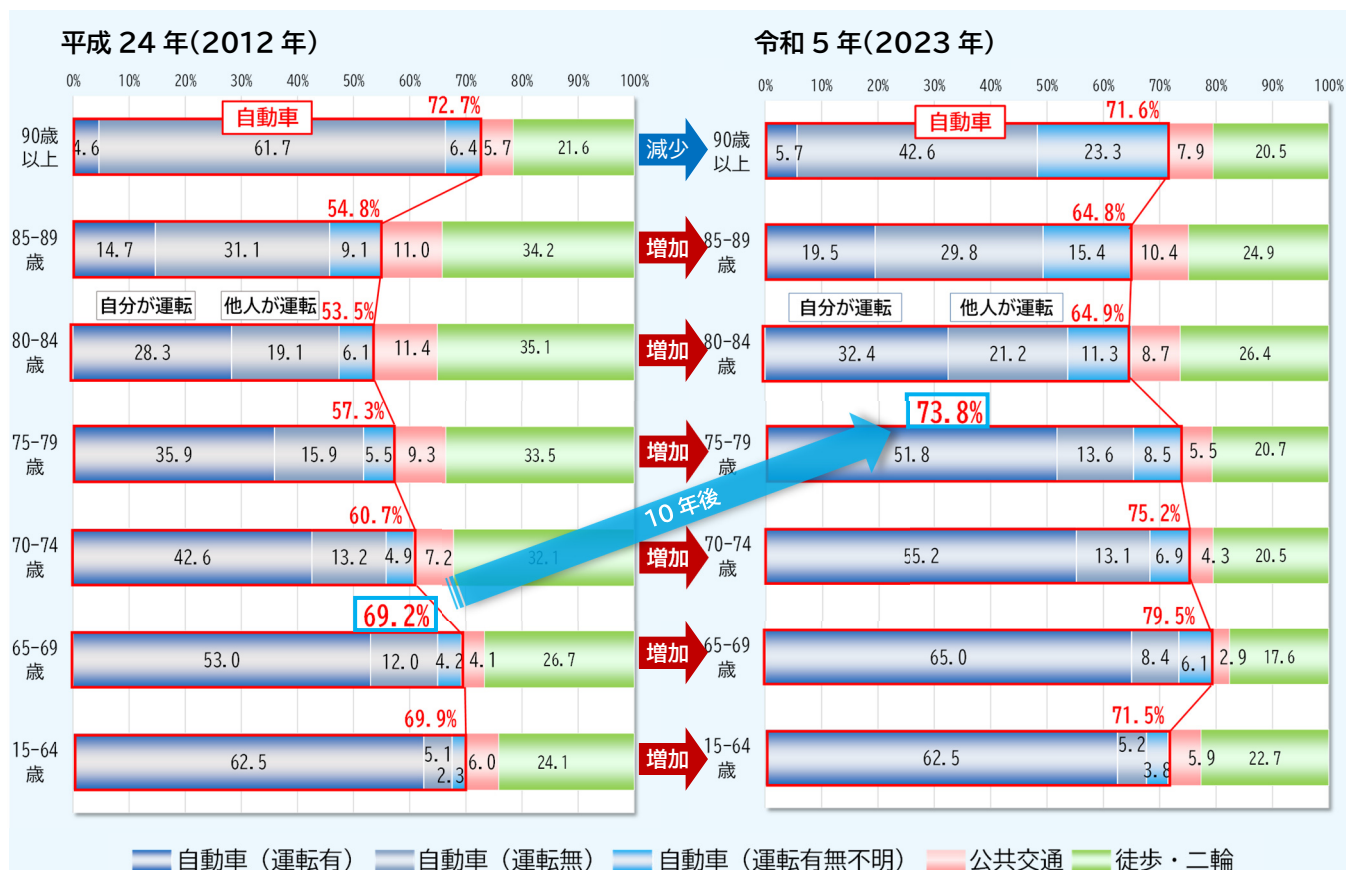 平成 24 年(2012 年)
0% 10% 20% 30% 40% 50% 60% 70% 80% 90% 100%
自動車
72.7%
90歳
以上
4.6 61.7 6.4 5.7 21.6
54.8%
85-89
歳
14.7 31.1 9.1 11.0 34.2
自分が運転 他人が運転 53.5%
80-84
歳
28.3 19.1 6.1 11.4 35.1
57.3%
75-79
歳
35.9 15.9 5.5 9.3 33.5
60.7%
70-74
歳
42.6 13.2 4.9 7.2 32.1
69.2%
65-69
歳
53.0 12.0 4.2 4.1 26.7
69.9%
15-64
歳
62.5 5.1 2.3 6.0 24.1
減少
増加
増加
増加
増加
増加
増加
10 年後
令和 5 年(2023 年)
0% 10% 20% 30% 40% 50% 60% 70% 80% 90% 100%
自動車
71.6%
90歳
以上
5.7 42.6 23.3 7.9 20.5
64.8%
85-89
歳
19.5 29.8 15.4 10.4 24.9
自分が運転 他人が運転 64.9%
80-84
歳
32.4 21.2 11.3 8.7 26.4
73.8%
75-79
歳
51.8 13.6 8.5 5.5 20.7
75.2%
70-74
歳
55.2 13.1 6.9 4.3 20.5
79.5%
65-69
歳
65.0 8.4 6.1 2.9 17.6
71.5%
15-64
歳
62.5 5.2 3.8 5.9 22.7
自動車（運転有） 自動車（運転無） 自動車（運転有無不明） 公共交通 徒歩・二輪